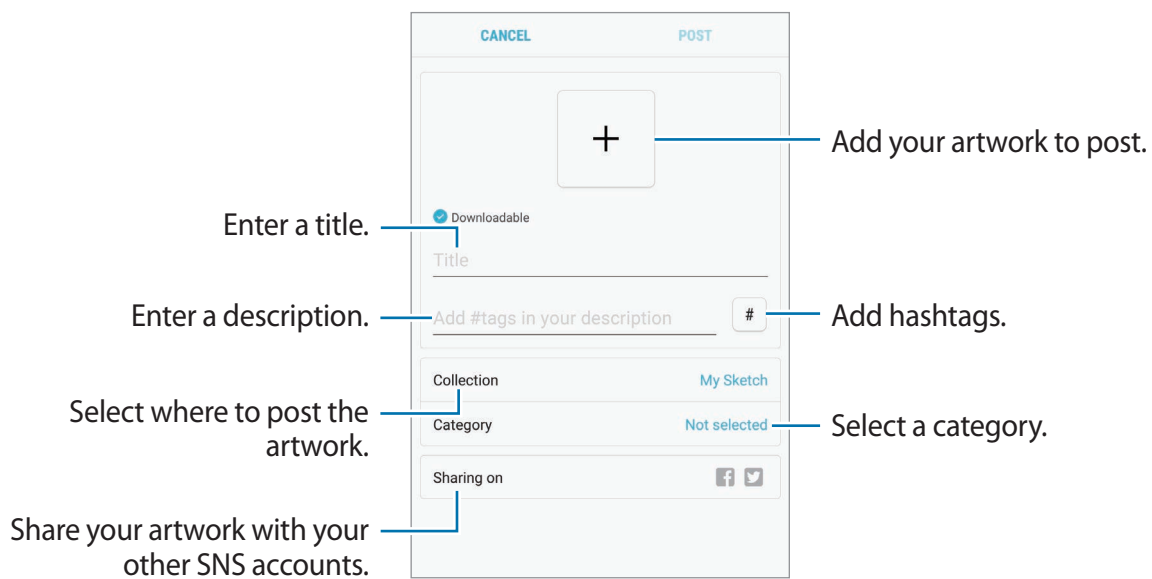 CANCEL
POST
+
Add your artwork to post.
Downloadable
Enter a title.
Title
Enter a description.
Add #tags in your description
#
Add hashtags.
Collection
My Sketch
Select where to post the
artwork.
Category
Not selected
Select a category.
Sharing on
Share your artwork with your
other SNS accounts.